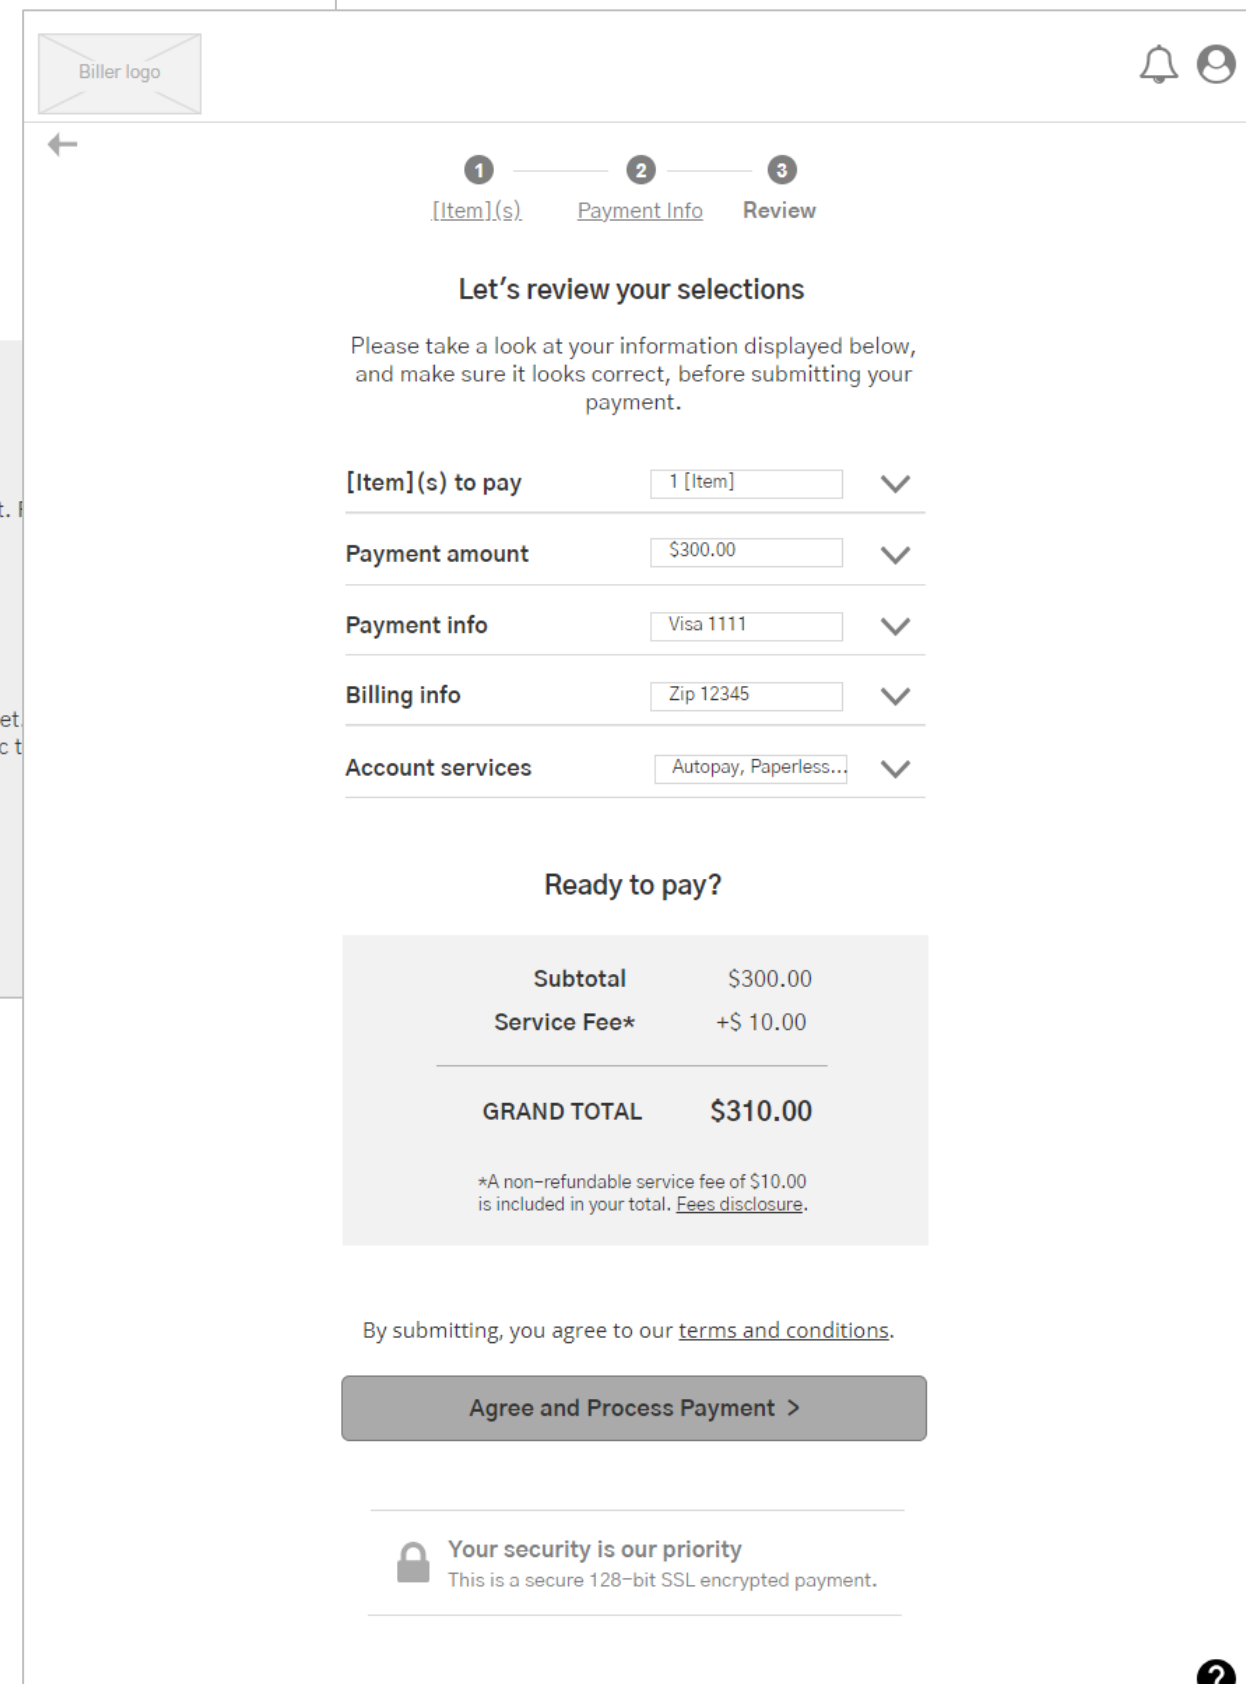 Biller logo
1 2 3
[Item](s) Payment Info Review
Let's review your selections
Please take a look at your information displayed below,
and make sure it looks correct, before submitting your
payment.
[Item](s) to pay 1 [Item]
t.
Payment amount $300.00
Payment info Visa 1111
Billing info Zip 12345
et.
c t
Account services Autopay, Paperless...
Ready to pay?
Subtotal $300.00
Service Fee* +$ 10.00
GRAND TOTAL $310.00
*A non-refundable service fee of $10.00
is included in your total. Fees disclosure.
By submitting, you agree to our terms and conditions.
Agree and Process Payment >
Your security is our priority
This is a secure 128-bit SSL encrypted payment.
?